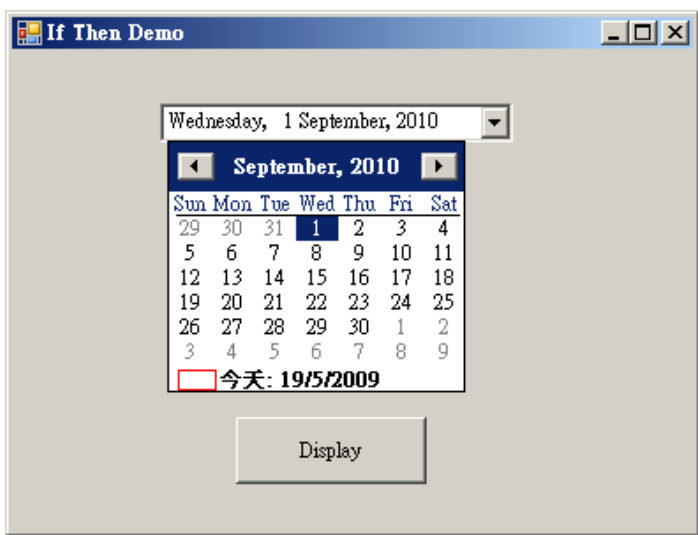 If Then Demo
Wednesday, 1 September, 2010
September, 2010
Sun Mon Tue Wed Thu Fri Sat
29 30 31 1 2 3 4
5 6 7 8 9 10 11
12 13 14 15 16 17 18
19 20 21 22 23 24 25
26 27 28 29 30 1 2
3 4 5 6 7 8 9
今天: 19/5/2009
Display